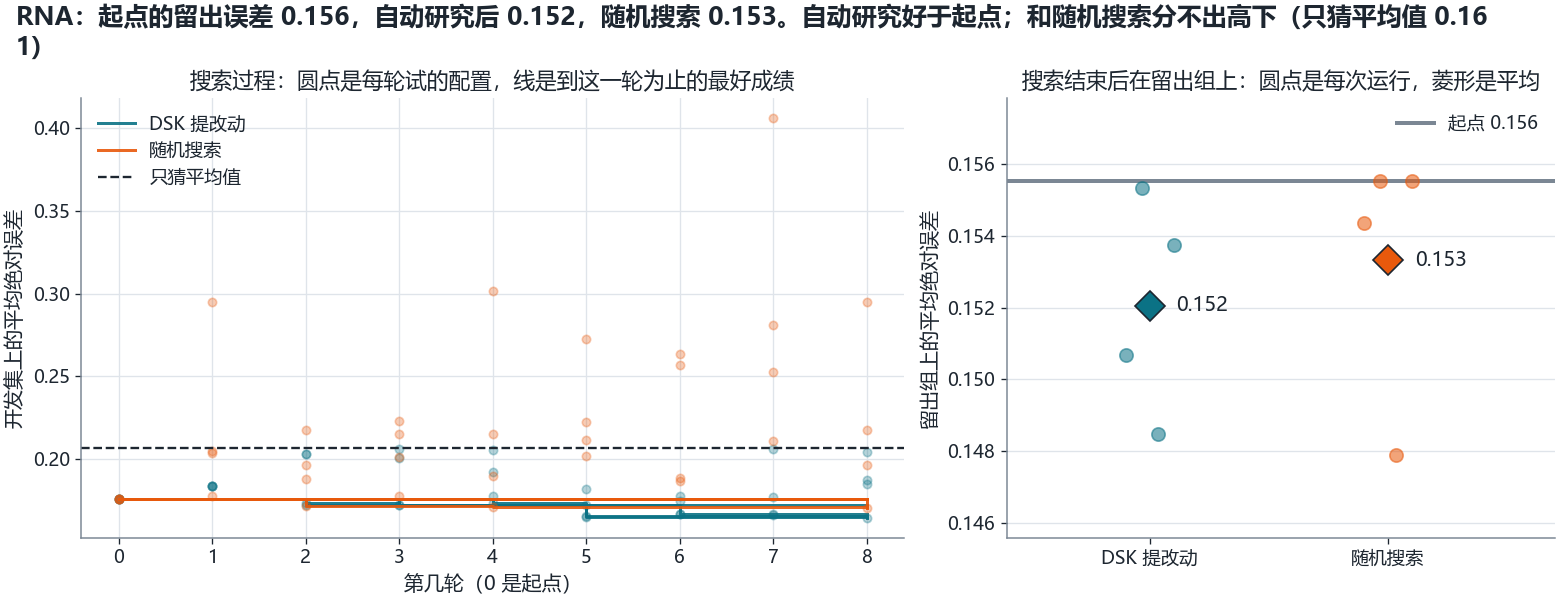 RNA：起点的留出误差 0.156，自动研究后 0.152，随机搜索 0.153。自动研究好于起点；和随机搜索分不出高下（只猜平均值 0.16
1）
搜索过程：圆点是每轮试的配置，线是到这一轮为止的最好成绩
DSK 提改动
随机搜索
只猜平均值
开发集上的平均绝对误差
0.40
0.35
0.30
0.25
0.20
0 1 2 3 4 5 6 7 8
第几轮（0 是起点）
搜索结束后在留出组上：圆点是每次运行，菱形是平均
起点 0.156
留出组上的平均绝对误差
0.156
0.154
0.152
0.150
0.148
0.146
0.152
0.153
DSK 提改动
随机搜索